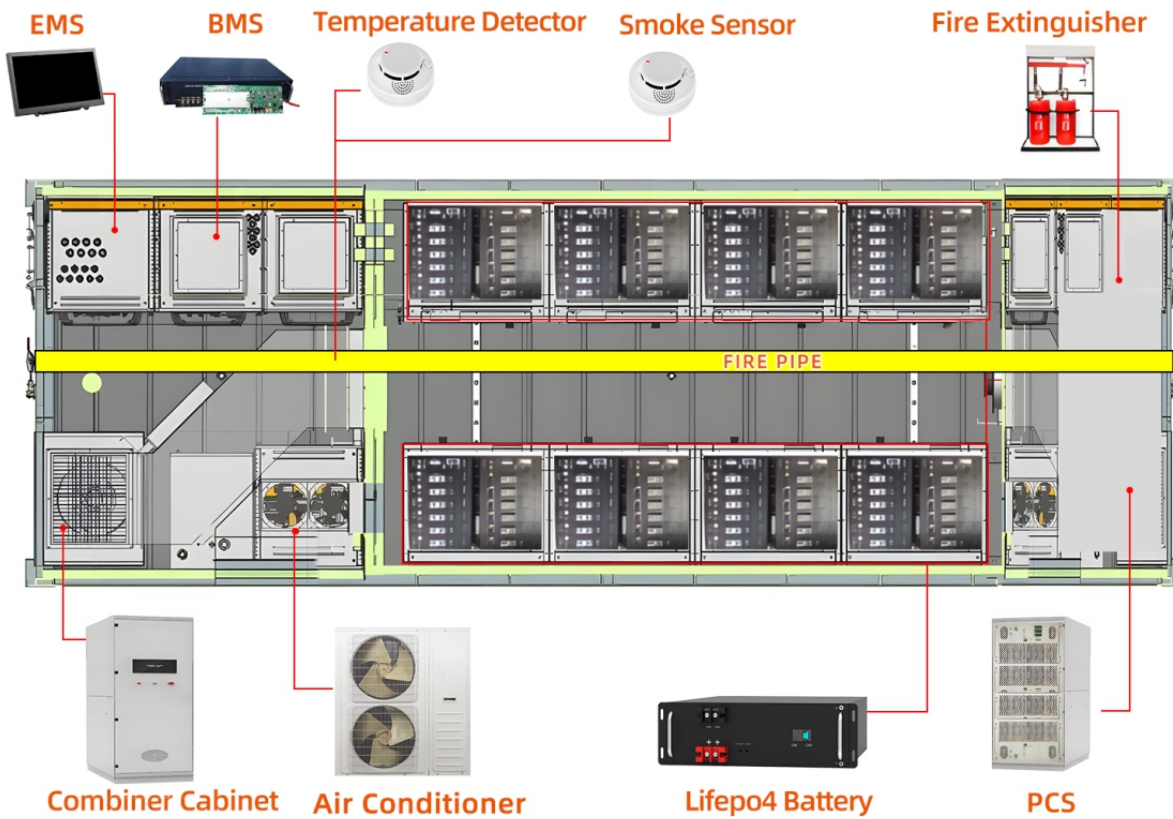 EMS
BMS
Temperature Detector
Smoke Sensor
Fire Extinguisher
FIRE PIPE
Combiner Cabinet
Air Conditioner
Lifepo4 Battery
PCS